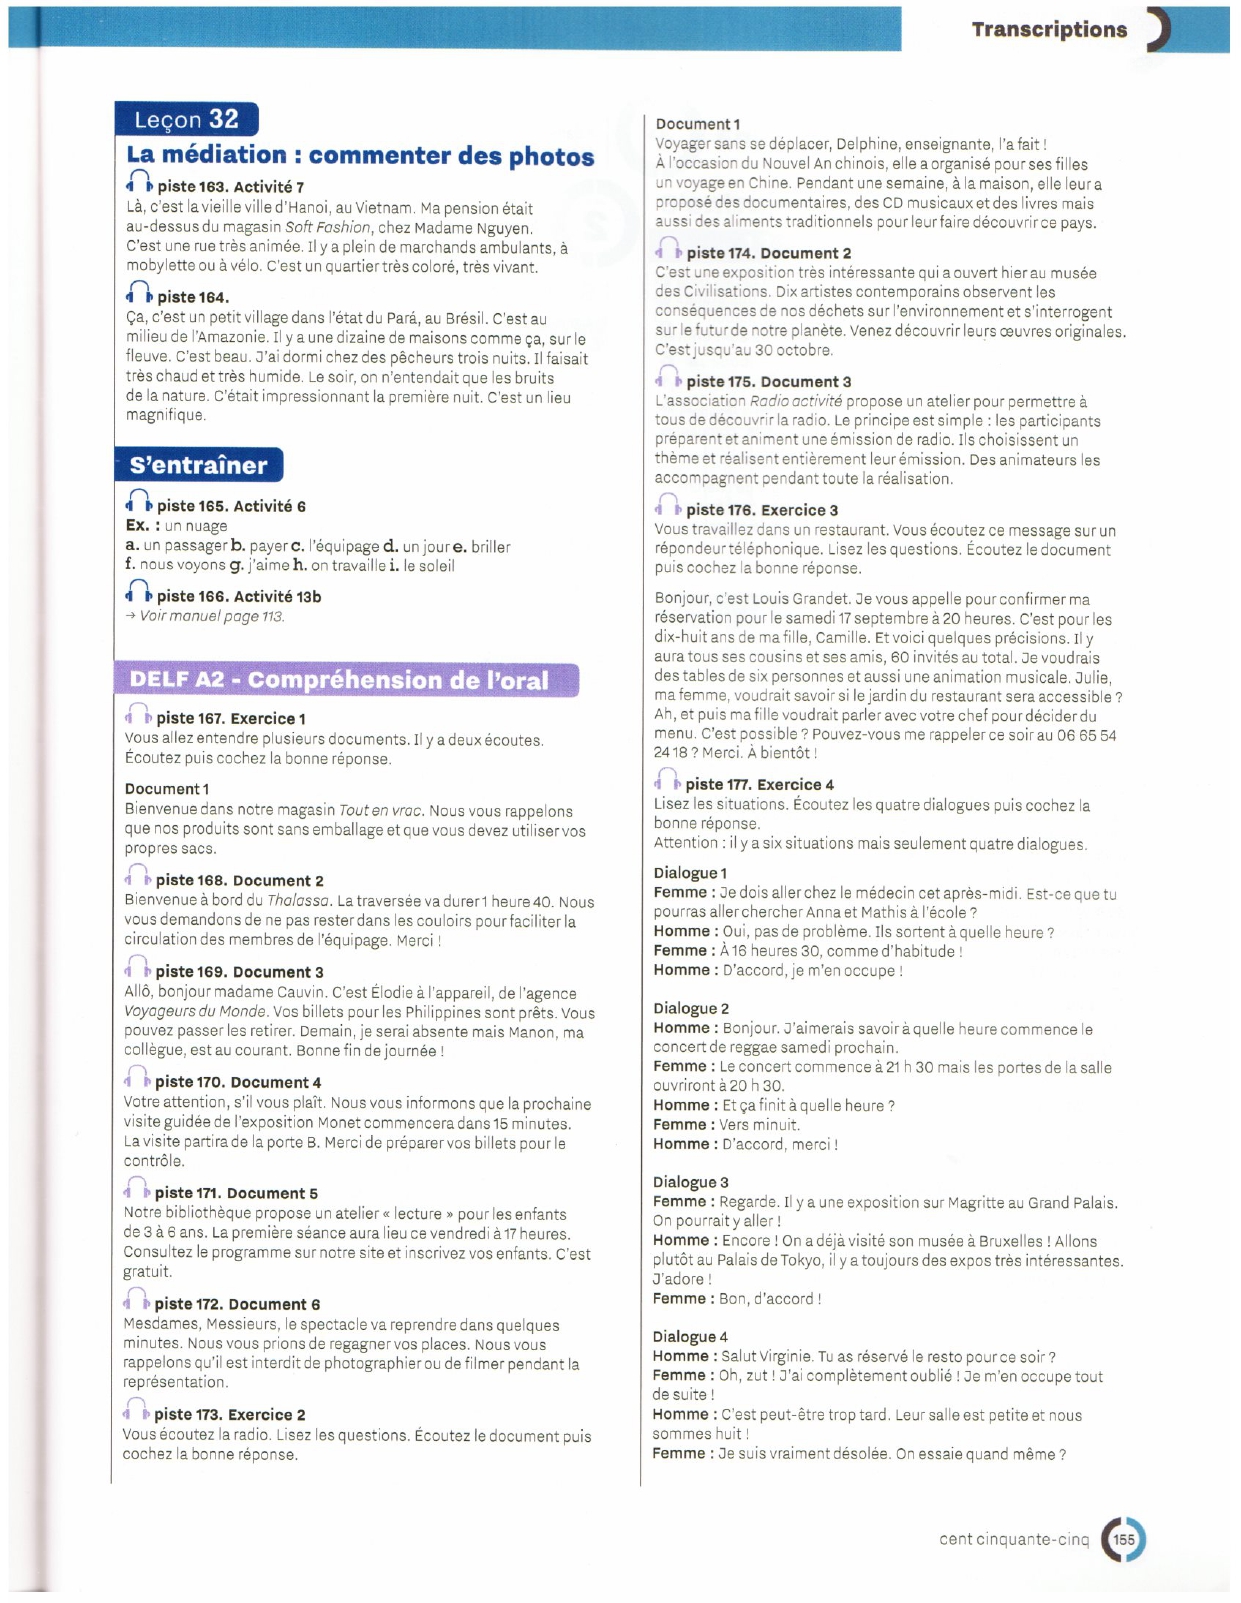 Transcriptions
Leçon 32
La médiation : commenter des photos
piste 163. Activité 7
Là, c'est la vieille ville d'Hanoi, au Vietnam. Ma pension était
au-dessus du magasin Soft Fashion, chez Madame Nguyen.
C'est une rue très animée. Il y a plein de marchands ambulants, à
mobylette ou à vélo. C'est un quartier très coloré, très vivant.
piste 164.
Ça, c'est un petit village dans l'état du Pará, au Brésil. C'est au
milieu de l'Amazonie. Il y a une dizaine de maisons comme ça, sur le
fleuve. C'est beau. J'ai dormi chez des pêcheurs trois nuits. Il faisait
très chaud et très humide. Le soir, on n'entendait que les bruits
de la nature. C'était impressionnant la première nuit. C'est un lieu
magnifique.
S'entraîner
piste 165. Activité 6
Ex. : un nuage
a. un passager b. payer c. l'équipage d. un jour e. briller
f. nous voyons g. j'aime h. on travaille i. le soleil
piste 166. Activité 13b
→ Voir manuel page 113.
DELF A2 - Compréhension de l'oral
piste 167. Exercice 1
Vous allez entendre plusieurs documents. Il y a deux écoutes.
Écoutez puis cochez la bonne réponse.
Document 1
Bienvenue dans notre magasin Tout en vrac. Nous vous rappelons
que nos produits sont sans emballage et que vous devez utiliser vos
propres sacs.
piste 168. Document 2
Bienvenue à bord du Thalassa. La traversée va durer 1 heure 40. Nous
vous demandons de ne pas rester dans les couloirs pour faciliter la
circulation des membres de l'équipage. Merci !
piste 169. Document 3
Allô, bonjour madame Cauvin. C'est Élodie à l'appareil, de l'agence
Voyageurs du Monde. Vos billets pour les Philippines sont prêts. Vous
pouvez passer les retirer. Demain, je serai absente mais Manon, ma
collègue, est au courant. Bonne fin de journée !
piste 170. Document 4
Votre attention, s'il vous plaît. Nous vous informons que la prochaine
visite guidée de l'exposition Monet commencera dans 15 minutes.
La visite partira de la porte B. Merci de préparer vos billets pour le
contrôle.
piste 171. Document 5
Notre bibliothèque propose un atelier « lecture » pour les enfants
de 3 à 6 ans. La première séance aura lieu ce vendredi à 17 heures.
Consultez le programme sur notre site et inscrivez vos enfants. C'est
gratuit.
piste 172. Document 6
Mesdames, Messieurs, le spectacle va reprendre dans quelques
minutes. Nous vous prions de regagner vos places. Nous vous
rappelons qu'il est interdit de photographier ou de filmer pendant la
représentation.
piste 173. Exercice 2
Vous écoutez la radio. Lisez les questions. Écoutez le document puis
cochez la bonne réponse.
Document 1
Voyager sans se déplacer, Delphine, enseignante, l'a fait !
À l'occasion du Nouvel An chinois, elle a organisé pour ses filles
un voyage en Chine. Pendant une semaine, à la maison, elle leur a
proposé des documentaires, des CD musicaux et des livres mais
aussi des aliments traditionnels pour leur faire découvrir ce pays.
piste 174. Document 2
C'est une exposition très intéressante qui a ouvert hier au musée
des Civilisations. Dix artistes contemporains observent les
conséquences de nos déchets sur l'environnement et s'interrogent
sur le futur de notre planète. Venez découvrir leurs œuvres originales.
C'est jusqu'au 30 octobre.
piste 175. Document 3
L'association Radio activité propose un atelier pour permettre à
tous de découvrir la radio. Le principe est simple : les participants
préparent et animent une émission de radio. Ils choisissent un
thème et réalisent entièrement leur émission. Des animateurs les
accompagnent pendant toute la réalisation.
piste 176. Exercice 3
Vous travaillez dans un restaurant. Vous écoutez ce message sur un
répondeur téléphonique. Lisez les questions. Écoutez le document
puis cochez la bonne réponse.
Bonjour, c'est Louis Grandet. Je vous appelle pour confirmer ma
réservation pour le samedi 17 septembre à 20 heures. C'est pour les
dix-huit ans de ma fille, Camille. Et voici quelques précisions. Il y
aura tous ses cousins et ses amis, 60 invités au total. Je voudrais
des tables de six personnes et aussi une animation musicale. Julie,
ma femme, voudrait savoir si le jardin du restaurant sera accessible ?
Ah, et puis ma fille voudrait parler avec votre chef pour décider du
menu. C'est possible ? Pouvez-vous me rappeler ce soir au 06 65 54
24 18 ? Merci. À bientôt !
piste 177. Exercice 4
Lisez les situations. Écoutez les quatre dialogues puis cochez la
bonne réponse.
Attention : il y a six situations mais seulement quatre dialogues.
Dialogue 1
Femme : Je dois aller chez le médecin cet après-midi. Est-ce que tu
pourras aller chercher Anna et Mathis à l'école ?
Homme : Oui, pas de problème. Ils sortent à quelle heure ?
Femme : À 16 heures 30, comme d'habitude !
Homme : D'accord, je m'en occupe !
Dialogue 2
Homme : Bonjour. J'aimerais savoir à quelle heure commence le
concert de reggae samedi prochain.
Femme : Le concert commence à 21 h 30 mais les portes de la salle
ouvriront à 20 h 30.
Homme : Et ça finit à quelle heure ?
Femme : Vers minuit.
Homme : D'accord, merci !
Dialogue 3
Femme : Regarde. Il y a une exposition sur Magritte au Grand Palais.
On pourrait y aller !
Homme : Encore ! On a déjà visité son musée à Bruxelles ! Allons
plutôt au Palais de Tokyo, il y a toujours des expos très intéressantes.
J'adore !
Femme : Bon, d'accord !
Dialogue 4
Homme : Salut Virginie. Tu as réservé le resto pour ce soir ?
Femme : Oh, zut ! J'ai complètement oublié ! Je m'en occupe tout
de suite !
Homme : C'est peut-être trop tard. Leur salle est petite et nous
sommes huit !
Femme : Je suis vraiment désolée. On essaie quand même ?
cent cinquante-cinq 155